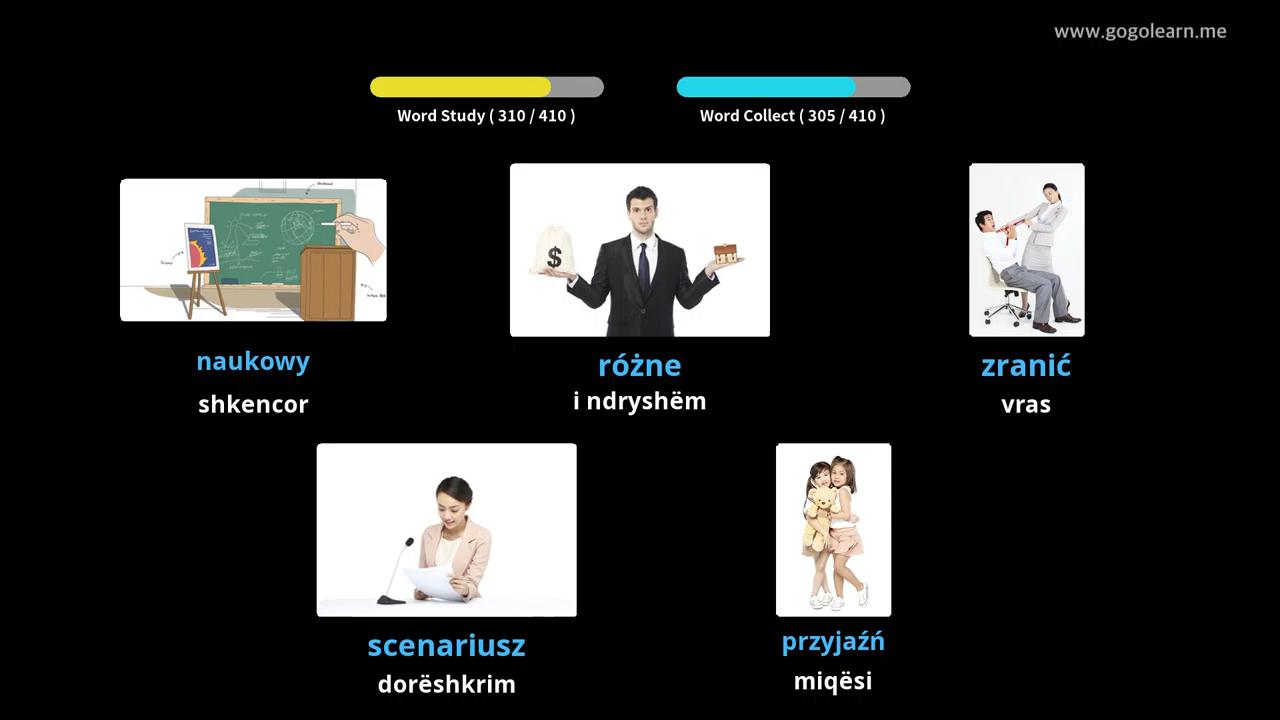 www.gogolearn.me
Word Study ( 310 / 410 )
Word Collect ( 305 / 410 )
naukowy
shkencor
różne
i ndryshëm
zranić
vras
scenariusz
dorëshkrim
przyjaźń
miqësi